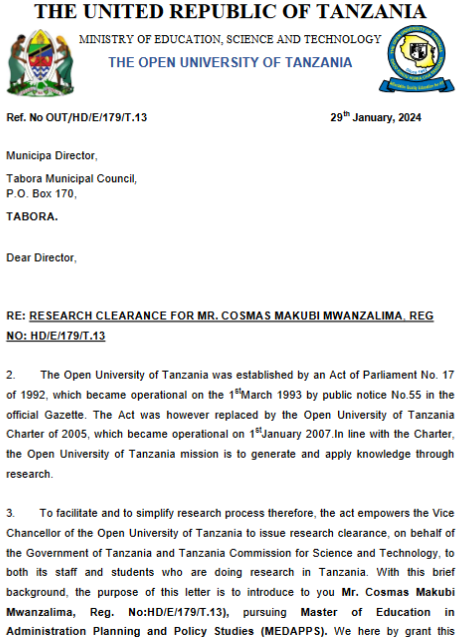 THE UNITED REPUBLIC OF TANZANIA
MINISTRY OF EDUCATION, SCIENCE AND TECHNOLOGY
THE OPEN UNIVERSITY OF TANZANIA
Ref. No OUT/HD/E/179/T.13 29th January, 2024
Municipa Director,
Tabora Municipal Council,
P.O. Box 170,
TABORA.
Dear Director,
RE: RESEARCH CLEARANCE FOR MR. COSMAS MAKUBI MWANZALIMA, REG
NO: HD/E/179/T.13
2. The Open University of Tanzania was established by an Act of Parliament No. 17
of 1992, which became operational on the 1stMarch 1993 by public notice No.55 in the
official Gazette. The Act was however replaced by the Open University of Tanzania
Charter of 2005, which became operational on 1stJanuary 2007.In line with the Charter,
the Open University of Tanzania mission is to generate and apply knowledge through
research.
3. To facilitate and to simplify research process therefore, the act empowers the Vice
Chancellor of the Open University of Tanzania to issue research clearance, on behalf of
the Government of Tanzania and Tanzania Commission for Science and Technology, to
both its staff and students who are doing research in Tanzania. With this brief
background, the purpose of this letter is to introduce to you Mr. Cosmas Makubi
Mwanzalima, Reg. No:HD/E/179/T.13), pursuing Master of Education in
Administration Planning and Policy Studies (MEDAPPS). We here by grant this